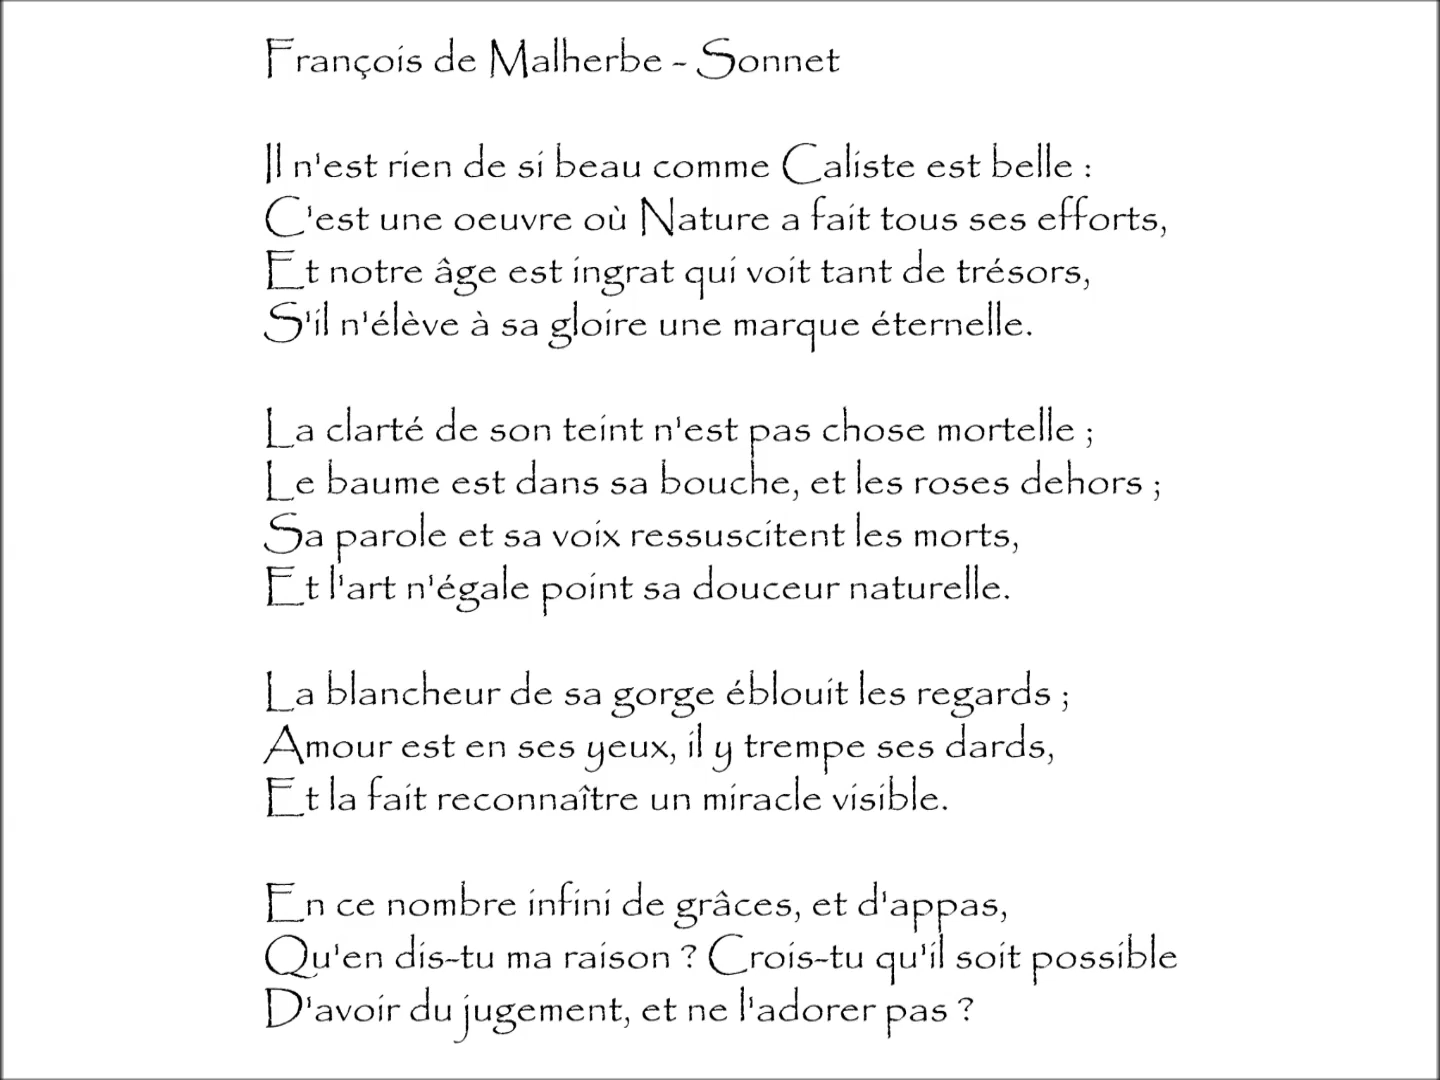 François de Malherbe - Sonnet
Il n'est rien de si beau comme Caliste est belle :
C'est une oeuvre où Nature a fait tous ses efforts,
Et notre âge est ingrat qui voit tant de trésors,
S'il n'élève à sa gloire une marque éternelle.
La clarté de son teint n'est pas chose mortelle ;
Le baume est dans sa bouche, et les roses dehors ;
Sa parole et sa voix ressuscitent les morts,
Et l'art n'égale point sa douceur naturelle.
La blancheur de sa gorge éblouit les regards ;
Amour est en ses yeux, il y trempe ses dards,
Et la fait reconnaître un miracle visible.
En ce nombre infini de grâces, et d'appas,
Qu'en dis-tu ma raison ? Crois-tu qu'il soit possible
D'avoir du jugement, et ne l'adorer pas ?